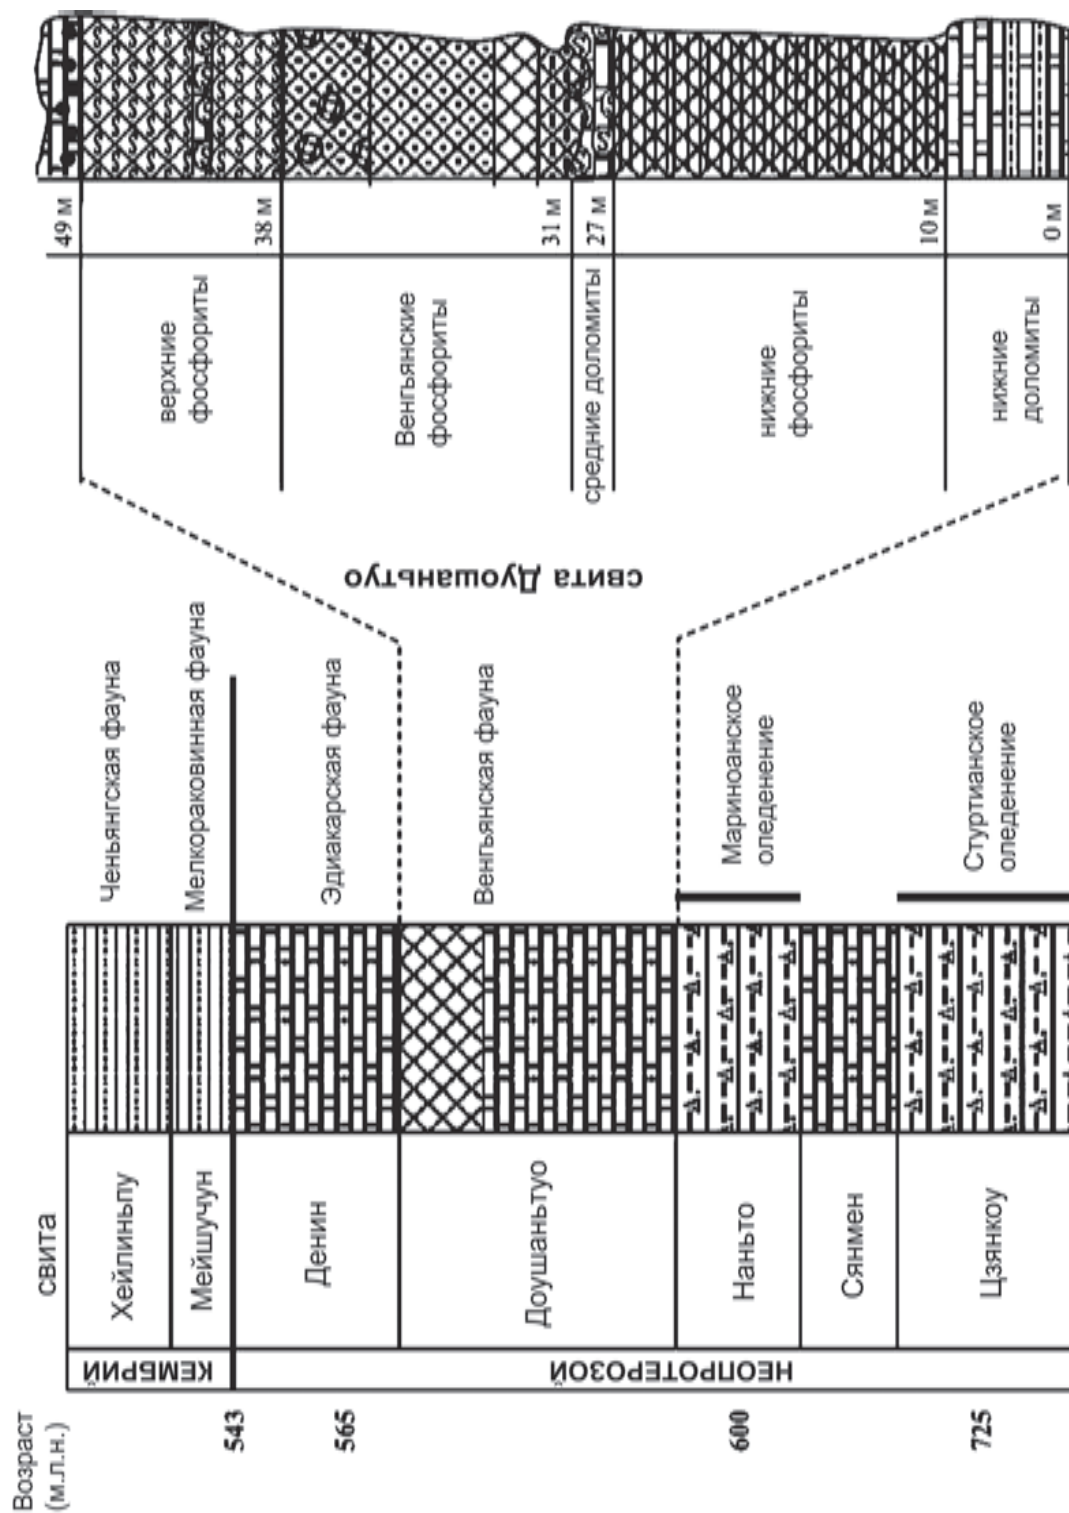 Возраст
(м.л.н.)
свита
КЕМБРИЙ
НЕОПРОТЕРОЗОЙ
543
565
600
725
Хейлиньпу
Мейшучун
Денин
Доушаньтуо
Наньто
Сянмен
Цзянкоу
Ченьянгская фауна
Мелкораковинная фауна
Эдиакарская фауна
Венгьянская фауна
Мариноанское
оледенение
Стуртианское
оледенение
свита Дуошаньтуо
верхние
фосфориты
Венгьянские
фосфориты
средние доломиты
нижние
фосфориты
нижние
доломиты
49 м
38 м
31 м
27 м
10 м
0 м